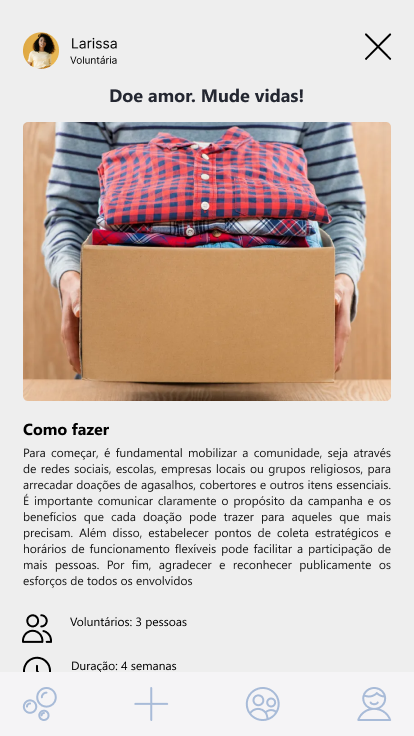 Larissa
Voluntária
Doe amor. Mude vidas!
Como fazer
Para começar, é fundamental mobilizar a comunidade, seja através
de redes sociais, escolas, empresas locais ou grupos religiosos, para
arrecadar doações de agasalhos, cobertores e outros itens essenciais.
É importante comunicar claramente o propósito da campanha e os
benefícios que cada doação pode trazer para aqueles que mais
precisam. Além disso, estabelecer pontos de coleta estratégicos e
horários de funcionamento flexíveis pode facilitar a participação de
mais pessoas. Por fim, agradecer e reconhecer publicamente os
esforços de todos os envolvidos
Voluntários: 3 pessoas
Duração: 4 semanas